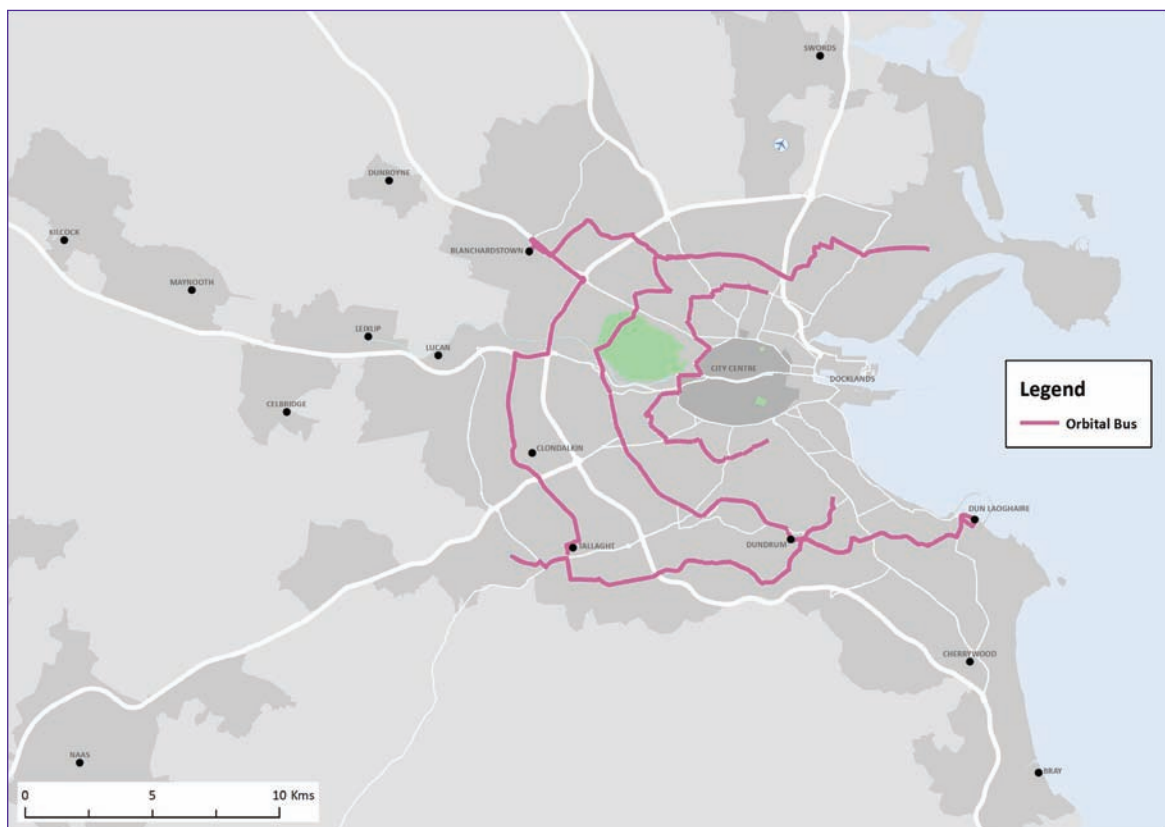 SWORDS
DUNBOYNE
KILCOCK
BLANCHARDSTOWN
MAYNOOTH
LEIXLIP
LUCAN
CITY CENTRE
DOCKLANDS
CELBRIDGE
Legend
Orbital Bus
CLONDALKIN
DUN LAOGHAIRE
DUNDRUM
TALLAGHT
CHERRYWOOD
NAAS
BRAY
0 5 10 Kms